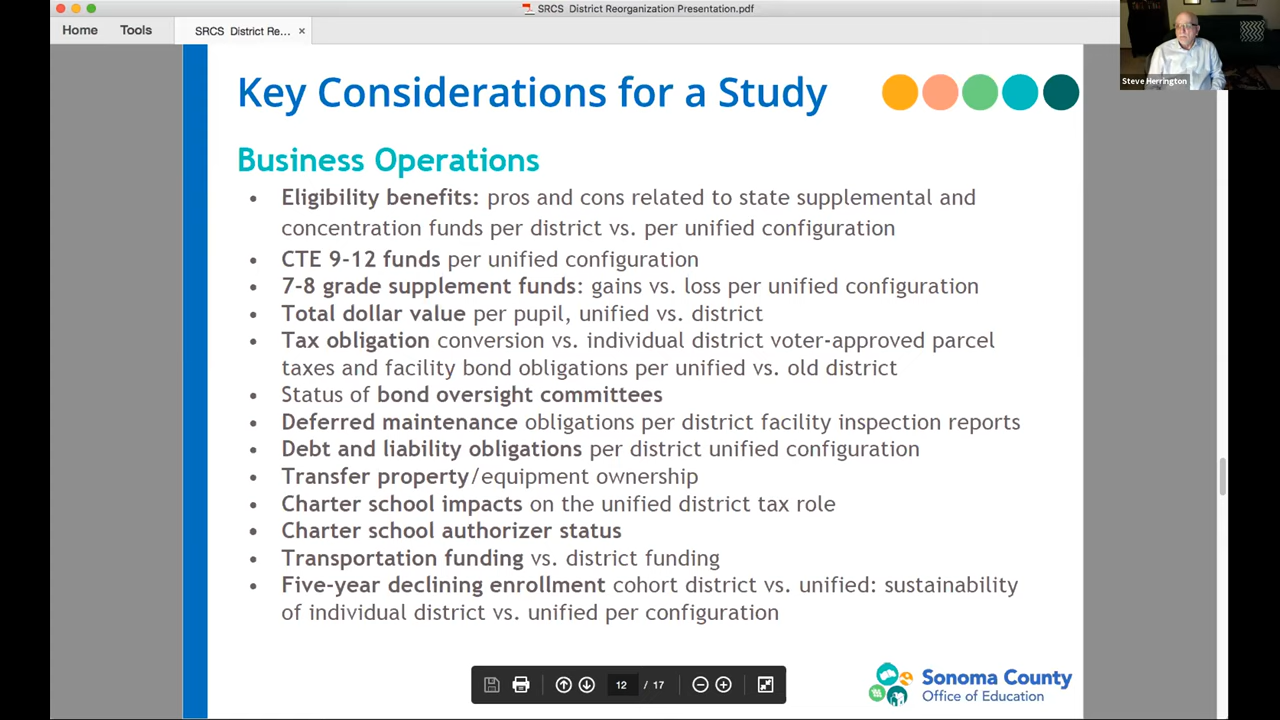 SRCS District Reorganization Presentation.pdf
Home
Tools
SRCS District Re... ×
Steve Herrington
Key Considerations for a Study
Business Operations
• Eligibility benefits: pros and cons related to state supplemental and
concentration funds per district vs. per unified configuration
• CTE 9-12 funds per unified configuration
• 7-8 grade supplement funds: gains vs. loss per unified configuration
• Total dollar value per pupil, unified vs. district
• Tax obligation conversion vs. individual district voter-approved parcel
taxes and facility bond obligations per unified vs. old district
• Status of bond oversight committees
• Deferred maintenance obligations per district facility inspection reports
• Debt and liability obligations per district unified configuration
• Transfer property/equipment ownership
• Charter school impacts on the unified district tax role
• Charter school authorizer status
• Transportation funding vs. district funding
• Five-year declining enrollment cohort district vs. unified: sustainability
of individual district vs. unified per configuration
12 / 17
Sonoma County
Office of Education